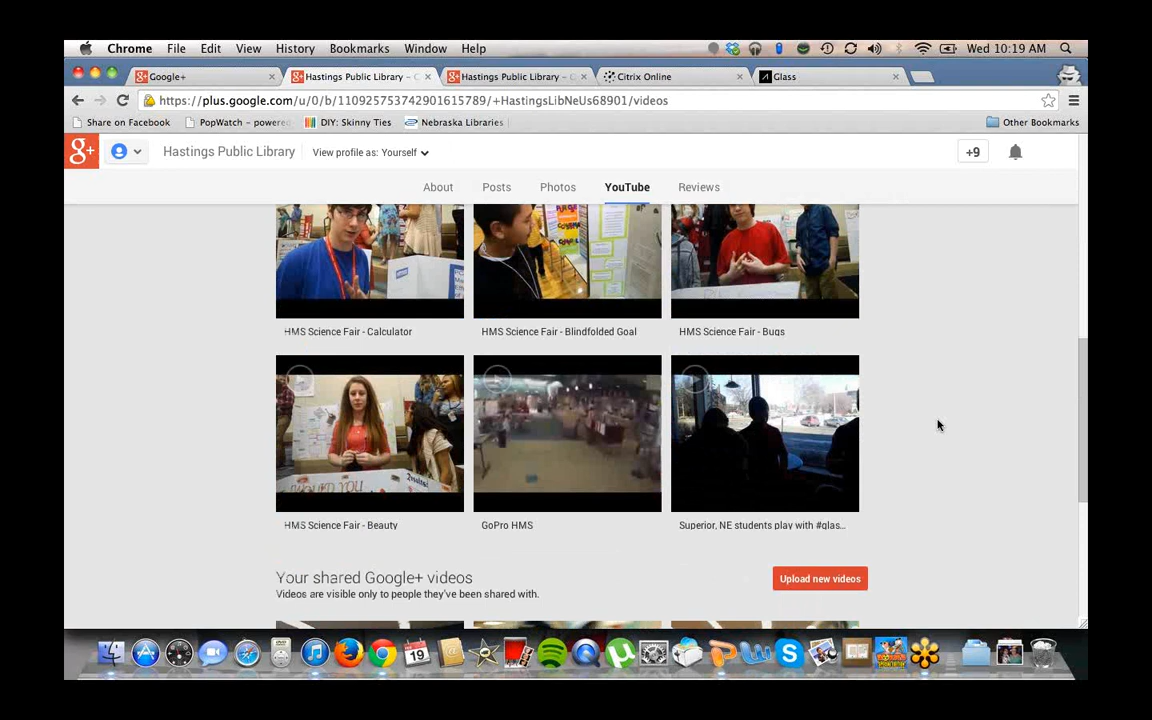 Chrome File Edit View History Bookmarks Window Help Wed 10:19 AM
Google+ Hastings Public Library - Hastings Public Library - Citrix Online Glass
https://plus.google.com/u/0/b/110925753742901615789/+HastingsLibNeUs68901/videos
Share on Facebook PopWatch - powere DIY: Skinny Ties Nebraska Libraries Other Bookmarks
g+ Hastings Public Library View profile as: Yourself +9
About Posts Photos YouTube Reviews
HMS Science Fair - Calculator HMS Science Fair - Blindfolded Goal HMS Science Fair - Bugs
WOULD YOU
HMS Science Fair - Beauty GoPro HMS Superior, NE students play with #glas...
Your shared Google+ videos Upload new videos
Videos are visible only to people they've been shared with.
19